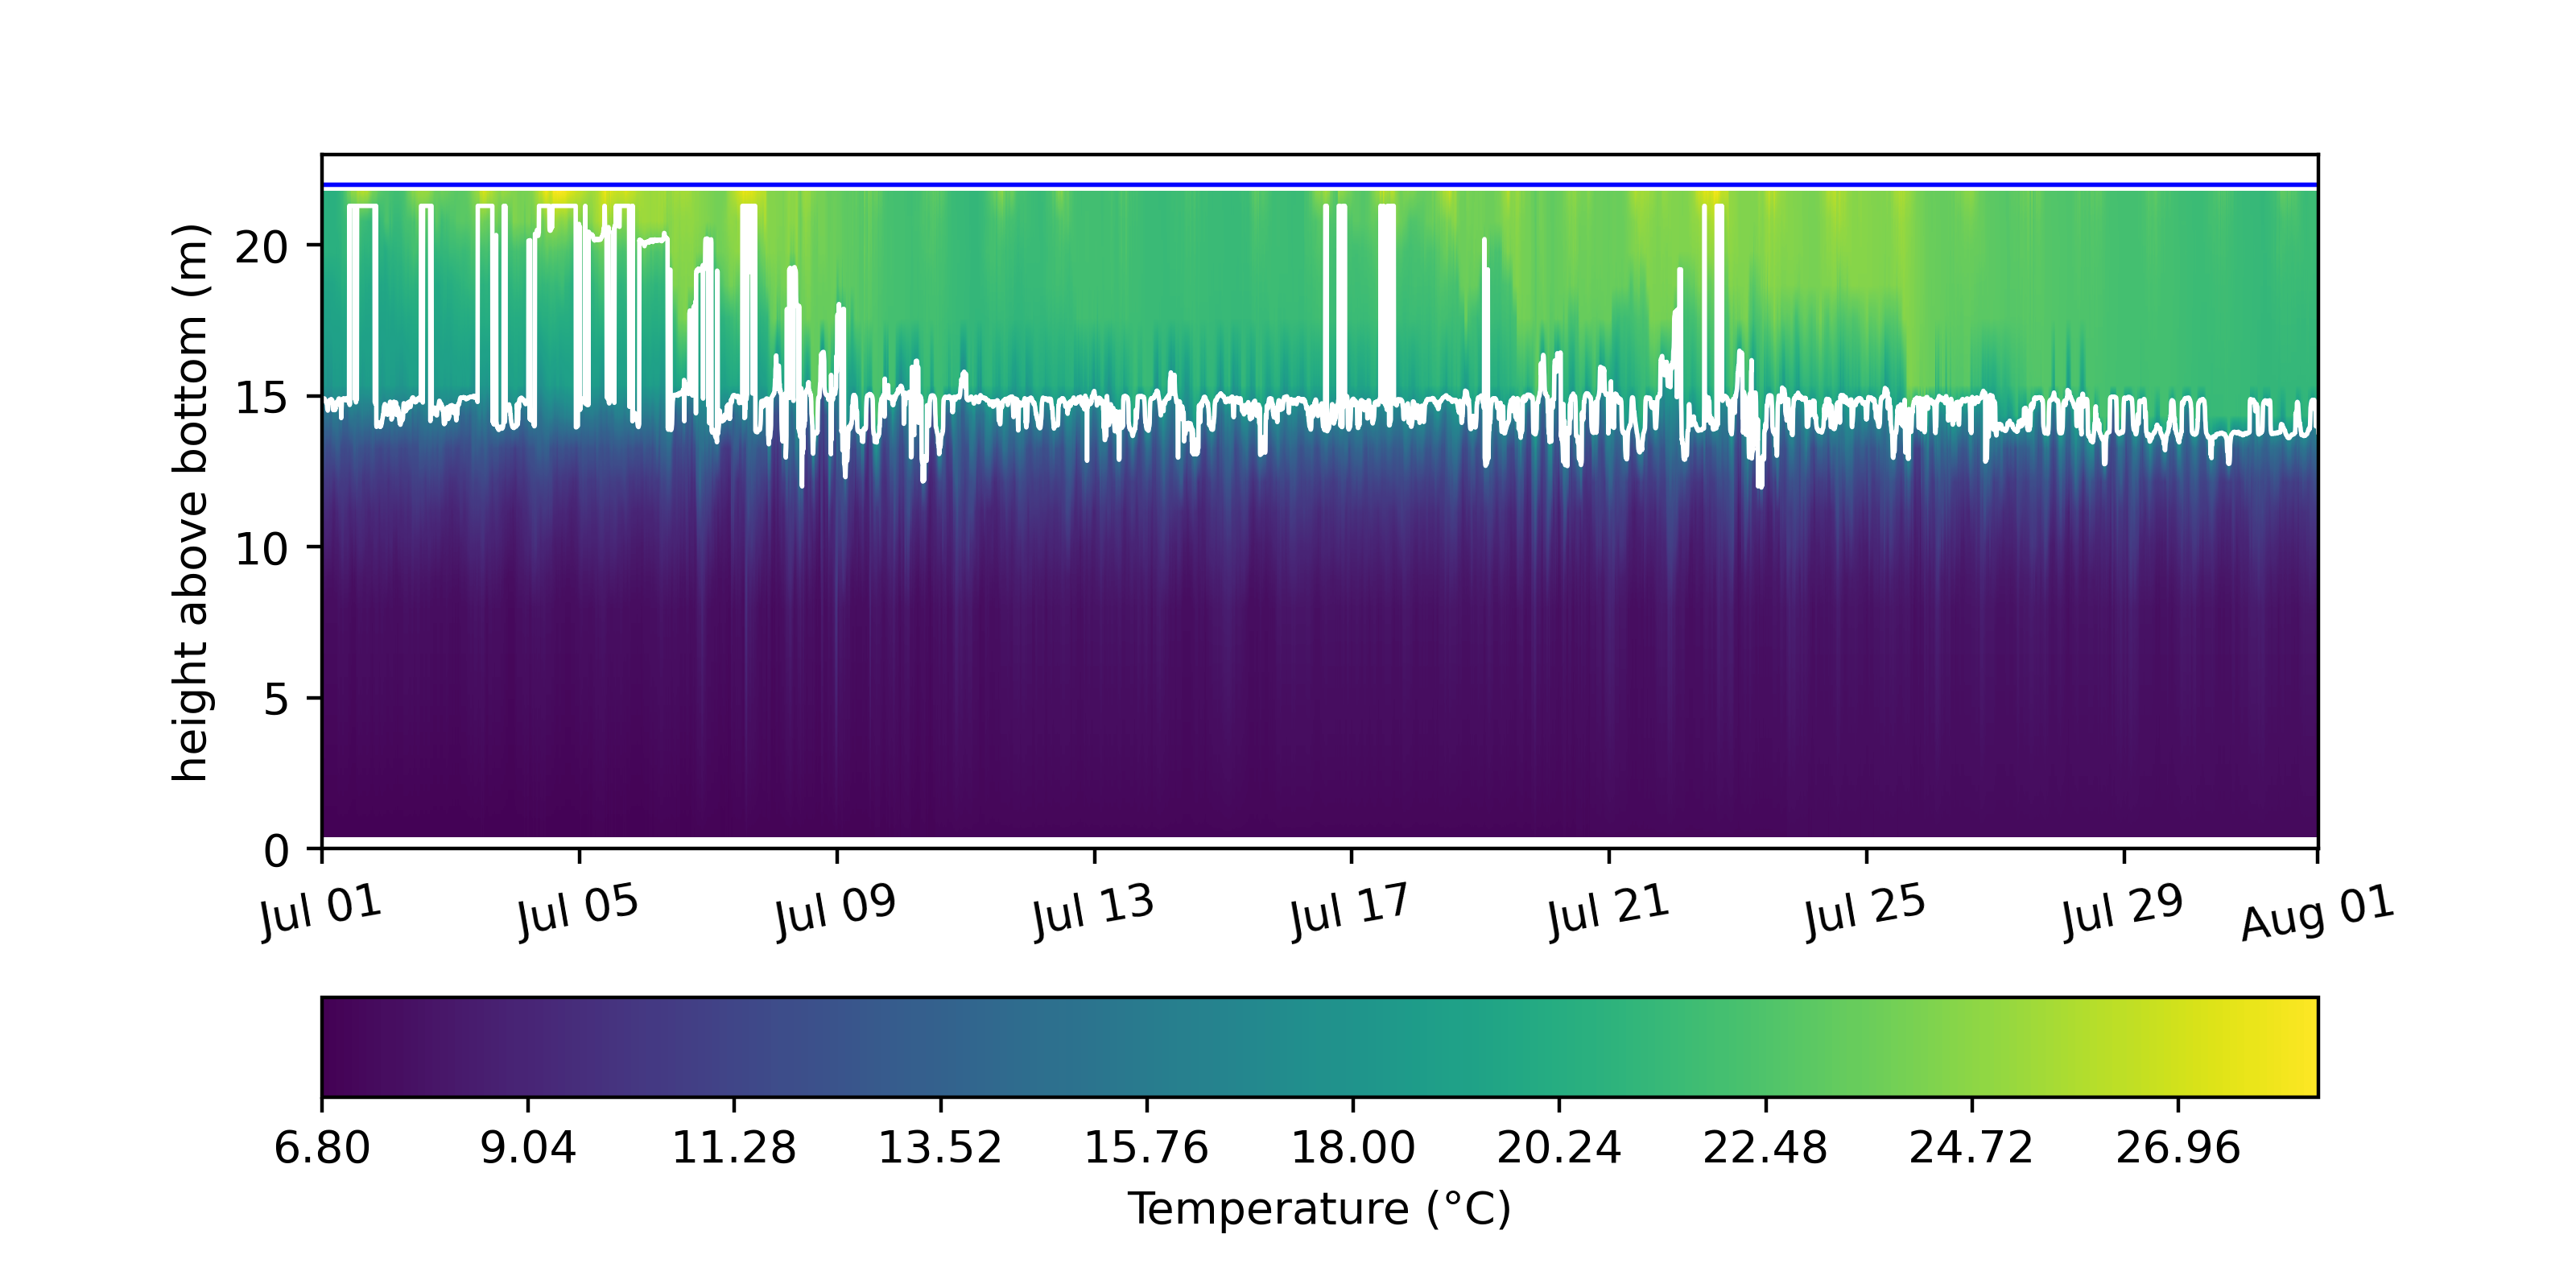 height above bottom (m)
20
15
10
5
0
Jul 01 Jul 05 Jul 09 Jul 13 Jul 17 Jul 21 Jul 25 Jul 29 Aug 01
6.80 9.04 11.28 13.52 15.76 18.00 20.24 22.48 24.72 26.96
Temperature (°C)